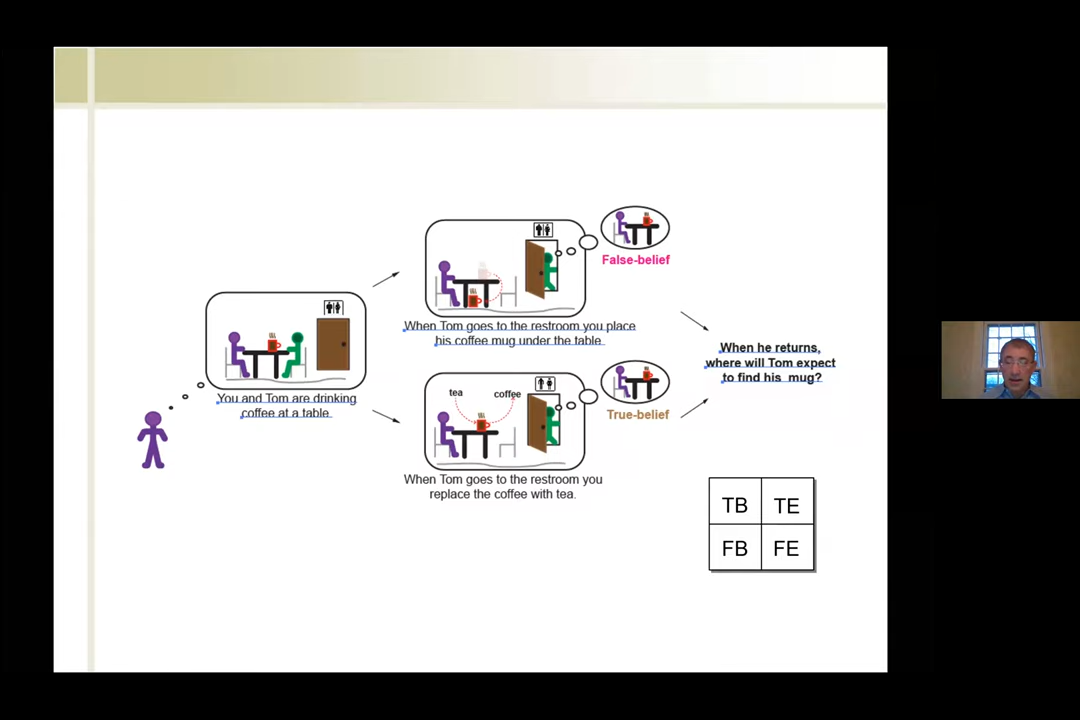 You and Tom are drinking
coffee at a table.
False-belief
When Tom goes to the restroom you place
his coffee mug under the table.
tea
coffee
True-belief
When Tom goes to the restroom you
replace the coffee with tea.
When he returns,
where will Tom expect
to find his mug?
TB TE
FB FE